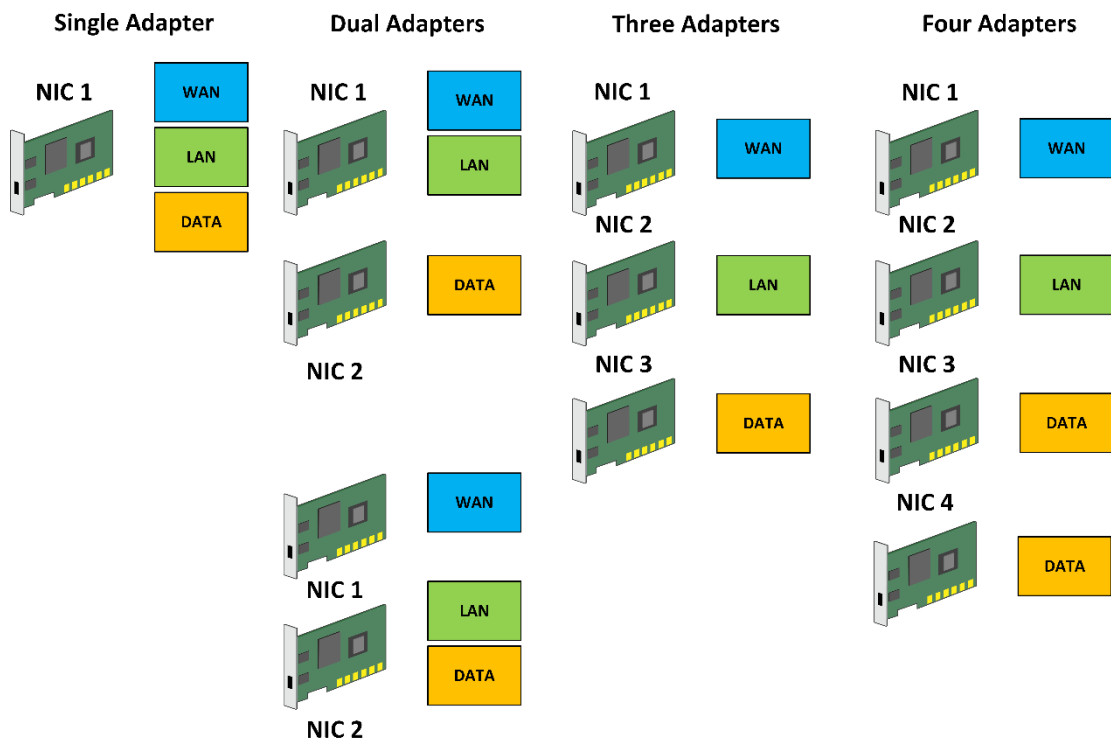 Single Adapter
NIC 1
WAN
LAN
DATA
Dual Adapters
NIC 1
WAN
LAN
DATA
NIC 2
WAN
NIC 1
LAN
DATA
NIC 2
Three Adapters
NIC 1
WAN
NIC 2
LAN
NIC 3
DATA
Four Adapters
NIC 1
WAN
NIC 2
LAN
NIC 3
DATA
NIC 4
DATA